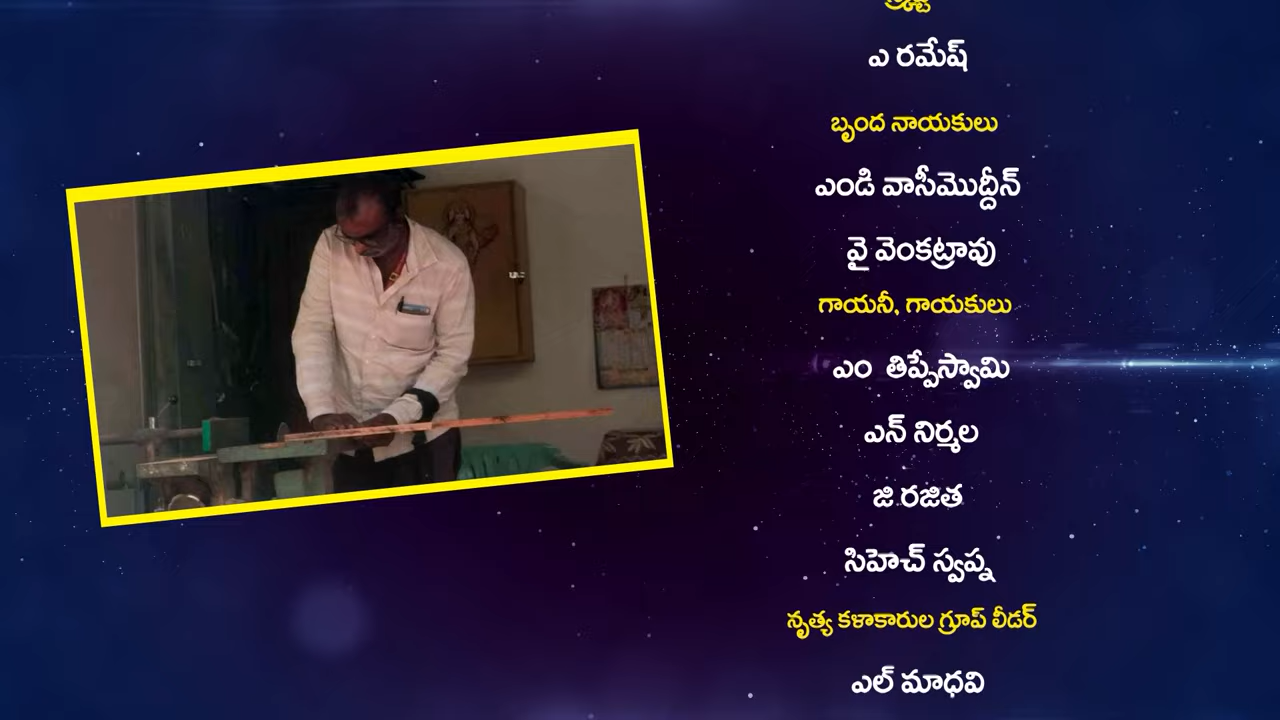 ఎ రమేష్
బృంద నాయకులు
ఎండి వాసీమొద్దీన్
వై వెంకట్రావు
గాయనీ, గాయకులు
ఎం తిప్పేస్వామి
ఎన్ నిర్మల
జి రజిత
సిహెచ్ స్వప్న
నృత్య కళాకారుల గ్రూప్ లీడర్
ఎల్ మాధవి